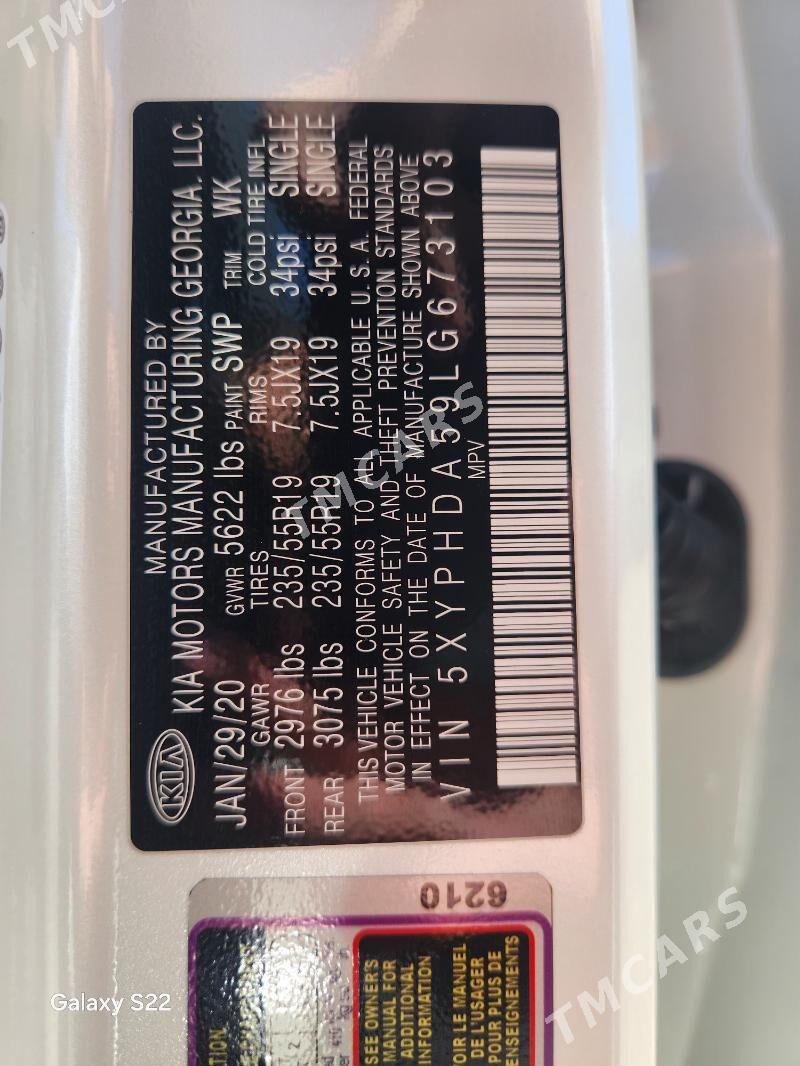 MANUFACTURED BY
KIA MOTORS MANUFACTURING GEORGIA, LLC.
KIA
JAN/29/20 GVWR 5622 lbs PAINT SWP TRIM WK
GAWR TIRES RIMS COLD TIRE INFL
FRONT 2976 lbs 235/55R19 7.5JX19 34psi SINGLE
REAR 3075 lbs 235/55R19 7.5JX19 34psi SINGLE
THIS VEHICLE CONFORMS TO ALL APPLICABLE U.S.A. FEDERAL
MOTOR VEHICLE SAFETY AND THEFT PREVENTION STANDARDS
IN EFFECT ON THE DATE OF MANUFACTURE SHOWN ABOVE
VIN 5XYPHDA59LG673103
MPV
6210
SEE OWNER'S
MANUAL FOR
ADDITIONAL
INFORMATION
VOIR LE MANUEL
DE L'USAGER
POUR PLUS DE
RENSEIGNEMENTS
Galaxy S22
TMCARS
TMCARS
TMCARS